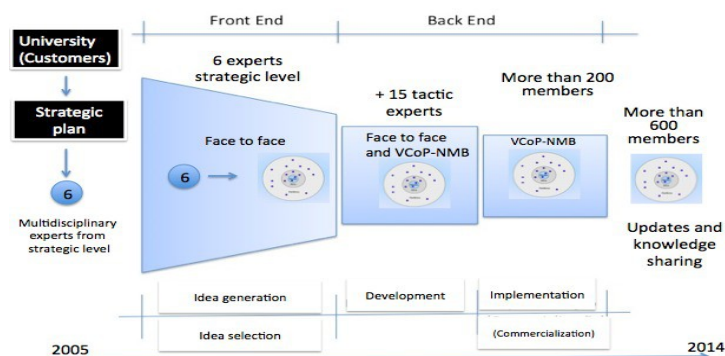 Front End
Back End
University
(Customers)
Strategic
plan
6
Multidisciplinary
experts from
strategic level
6 experts
strategic level
Face to face
6
+ 15 tactic
experts
Face to face
and VCoP-NMB
More than 200
members
VCoP-NMB
More than
600
members
Updates and
knowledge
sharing
Idea generation
Idea selection
Development
Implementation
(Commercialization)
2005
2014